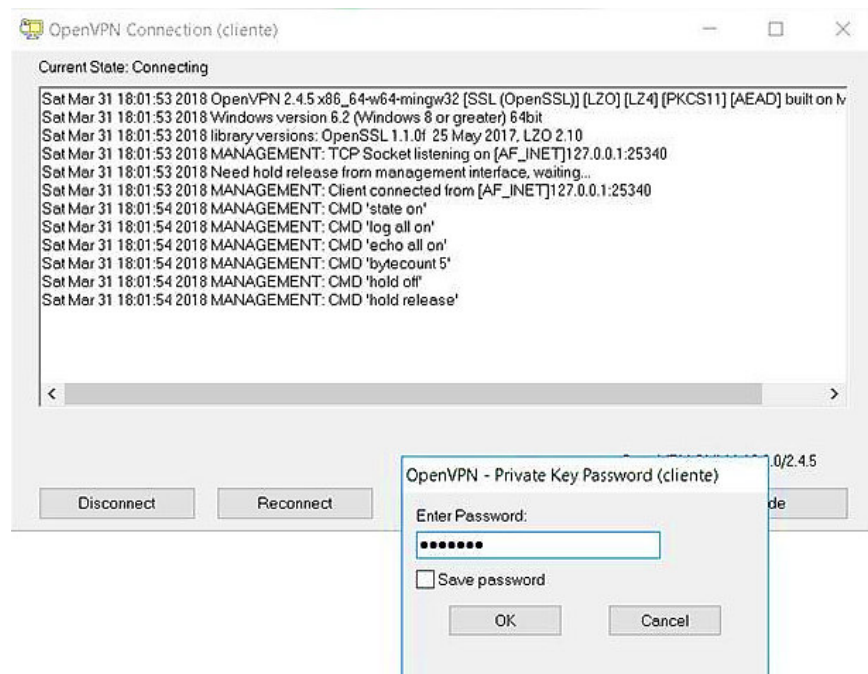 OpenVPN Connection (cliente)
Current State: Connecting
Sat Mar 31 18:01:53 2018 OpenVPN 2.4.5 x86_64-w64-mingw32 [SSL (OpenSSL)] [LZO] [LZ4] [PKCS11] [AEAD] built on
Sat Mar 31 18:01:53 2018 Windows version 6.2 (Windows 8 or greater) 64bit
Sat Mar 31 18:01:53 2018 library versions: OpenSSL 1.1.0f 25 May 2017, LZO 2.10
Sat Mar 31 18:01:53 2018 MANAGEMENT: TCP Socket listening on [AF_INET]127.0.0.1:25340
Sat Mar 31 18:01:53 2018 Need hold release from management interface, waiting...
Sat Mar 31 18:01:53 2018 MANAGEMENT: Client connected from [AF_INET]127.0.0.1:25340
Sat Mar 31 18:01:54 2018 MANAGEMENT: CMD 'state on'
Sat Mar 31 18:01:54 2018 MANAGEMENT: CMD 'log all on'
Sat Mar 31 18:01:54 2018 MANAGEMENT: CMD 'echo all on'
Sat Mar 31 18:01:54 2018 MANAGEMENT: CMD 'bytecount 5'
Sat Mar 31 18:01:54 2018 MANAGEMENT: CMD 'hold off'
Sat Mar 31 18:01:54 2018 MANAGEMENT: CMD 'hold release'
.0/2.4.5
Disconnect
Reconnect
de
OpenVPN - Private Key Password (cliente)
Enter Password:
•••••••
Save password
OK
Cancel